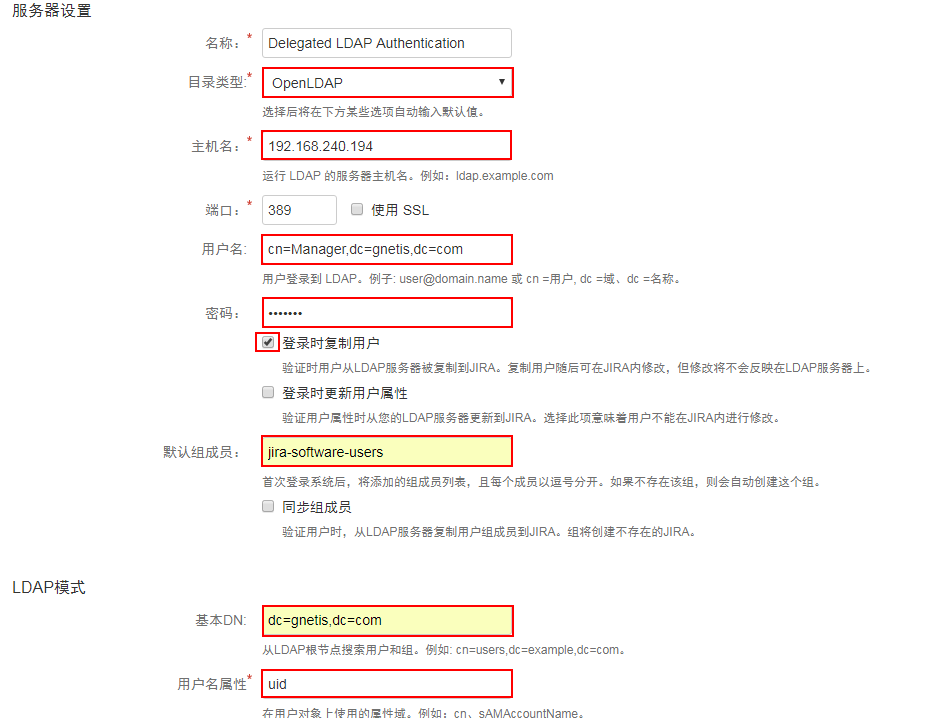 服务器设置
名称：* Delegated LDAP Authentication
目录类型:* OpenLDAP
选择后将在下方某些选项自动输入默认值。
主机名：* 192.168.240.194
运行 LDAP 的服务器主机名。例如：ldap.example.com
端口：* 389 使用 SSL
用户名: cn=Manager,dc=gnetis,dc=com
用户登录到 LDAP。例子: user@domain.name 或 cn =用户, dc =域、dc =名称。
密码： •••••••
登录时复制用户
验证时用户从LDAP服务器被复制到JIRA。复制用户随后可在JIRA内修改，但修改将不会反映在LDAP服务器上。
登录时更新用户属性
验证用户属性时从您的LDAP服务器更新到JIRA。选择此项意味着用户不能在JIRA内进行修改。
默认组成员： jira-software-users
首次登录系统后，将添加的组成员列表，且每个成员以逗号分开。如果不存在该组，则会自动创建这个组。
同步组成员
验证用户时，从LDAP服务器复制用户组成员到JIRA。组将创建不存在的JIRA。
LDAP模式
基本DN: dc=gnetis,dc=com
从LDAP根节点搜索用户和组。例如: cn=users,dc=example,dc=com。
用户名属性* uid
在用户对象上使用的属性域。例如：cn、sAMAccountName。